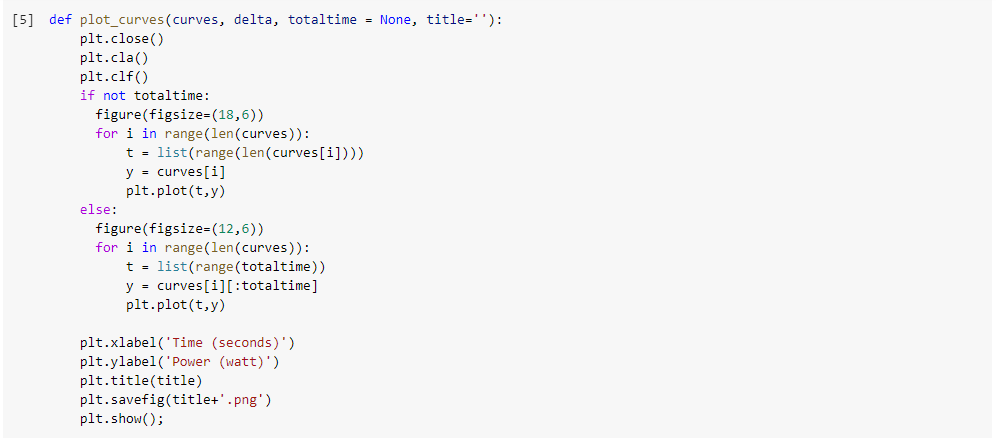 [5] def plot_curves(curves, delta, totaltime = None, title=''):
    plt.close()
    plt.cla()
    plt.clf()
    if not totaltime:
      figure(figsize=(18,6))
      for i in range(len(curves)):
          t = list(range(len(curves[i])))
          y = curves[i]
          plt.plot(t,y)
    else:
      figure(figsize=(12,6))
      for i in range(len(curves)):
          t = list(range(totaltime))
          y = curves[i][:totaltime]
          plt.plot(t,y)

    plt.xlabel('Time (seconds)')
    plt.ylabel('Power (watt)')
    plt.title(title)
    plt.savefig(title+'.png')
    plt.show();